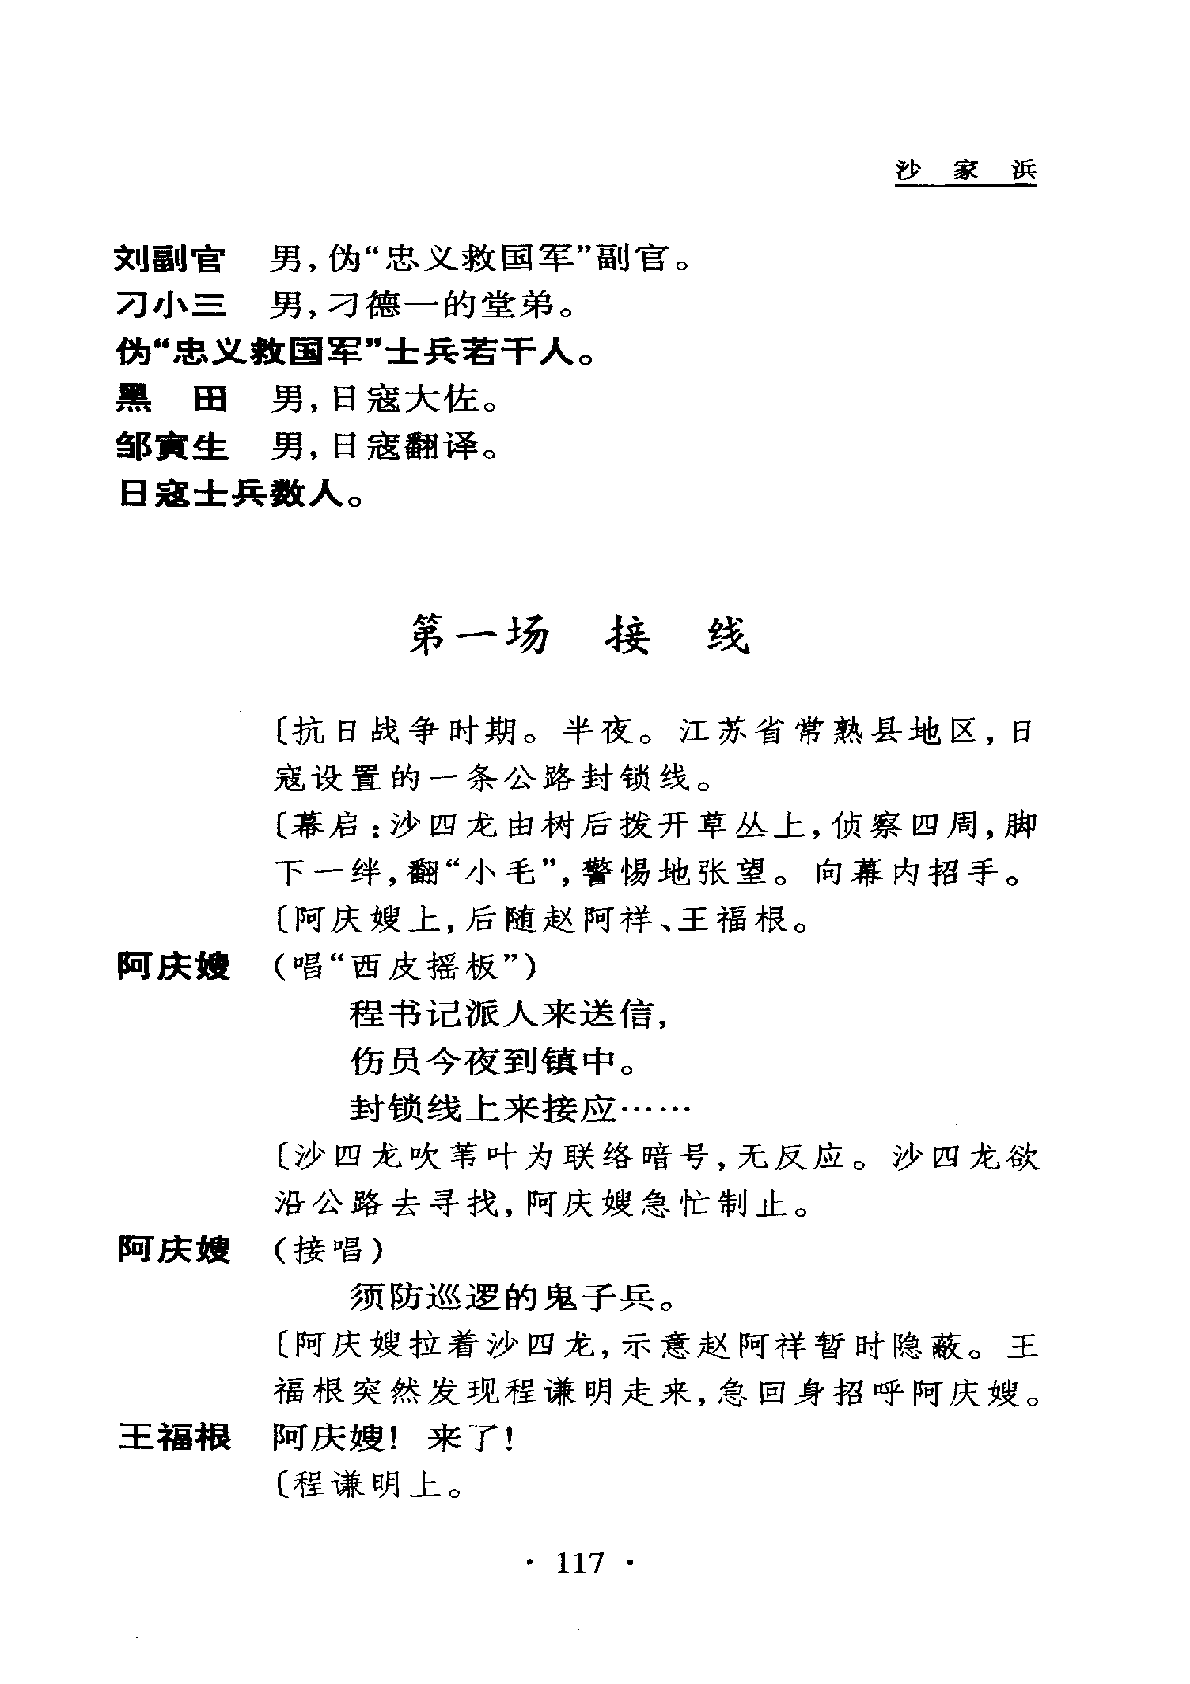 沙 家 浜
刘副官 男,伪“忠义救国军”副官。
刁小三 男,刁德一的堂弟。
伪“忠义救国军”士兵若干人。
黑 田 男,日寇大佐。
邹寅生 男,日寇翻译。
日寇士兵数人。
第一场 接 线
〔抗日战争时期。半夜。江苏省常熟县地区,日
寇设置的一条公路封锁线。
〔幕启:沙四龙由树后拨开草丛上,侦察四周,脚
下一绊,翻“小毛”,警惕地张望。向幕内招手。
〔阿庆嫂上,后随赵阿祥、王福根。
阿庆嫂 (唱“西皮摇板”)
程书记派人来送信,
伤员今夜到镇中。
封锁线上来接应……
〔沙四龙吹苇叶为联络暗号,无反应。沙四龙欲
沿公路去寻找,阿庆嫂急忙制止。
阿庆嫂 (接唱)
须防巡逻的鬼子兵。
〔阿庆嫂拉着沙四龙,示意赵阿祥暂时隐蔽。王
福根突然发现程谦明走来,急回身招呼阿庆嫂。
王福根 阿庆嫂!来了!
〔程谦明上。
· 117 ·